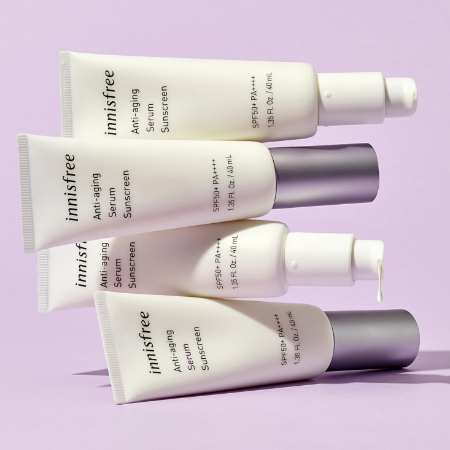 innisfree
Anti-aging
Serum
Sunscreen
SPF50+ PA++++
1.35 FL.Oz. / 40 mL
innisfree
Anti-aging
Serum
Sunscreen
SPF50+ PA++++
1.35 FL.Oz. / 40 mL
innisf
Anti-aging
Serum
Sunscreen
SPF50+ PA++++
1.35 FL.Oz. / 40 mL
innisfree
Anti-aging
Serum
Sunscreen
SPF50+ PA++++
1.35 FL.Oz. / 40 mL